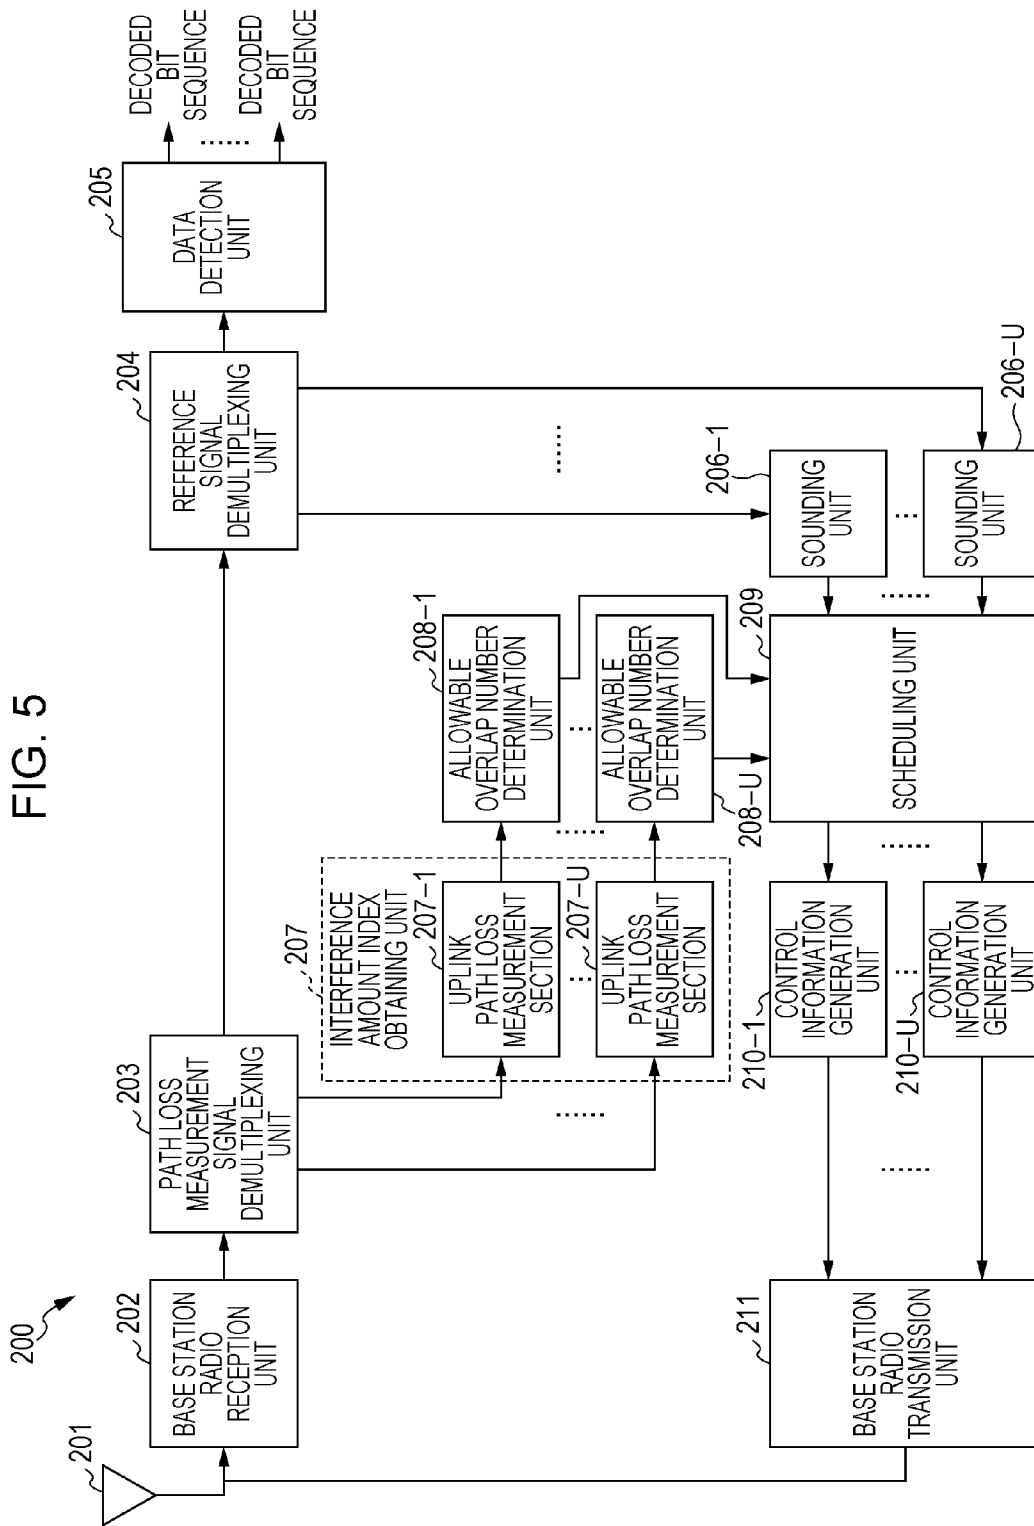 FIG. 5
200
201
202
BASE STATION
RADIO
RECEPTION
UNIT
203
PATH LOSS
MEASUREMENT
SIGNAL
DEMULTIPLEXING
UNIT
204
REFERENCE
SIGNAL
DEMULTIPLEXING
UNIT
205
DATA
DETECTION
UNIT
DECODED
BIT
SEQUENCE
......
DECODED
BIT
SEQUENCE
207
INTERFERENCE
AMOUNT INDEX
OBTAINING UNIT
207-1
UPLINK
PATH LOSS
MEASUREMENT
SECTION
207-U
UPLINK
PATH LOSS
MEASUREMENT
SECTION
208-1
ALLOWABLE
OVERLAP NUMBER
DETERMINATION
UNIT
ALLOWABLE
OVERLAP NUMBER
DETERMINATION
UNIT
208-U
206-1
SOUNDING
UNIT
SOUNDING
UNIT
206-U
209
SCHEDULING UNIT
210-1
CONTROL
INFORMATION
GENERATION
UNIT
210-U
CONTROL
INFORMATION
GENERATION
UNIT
211
BASE STATION
RADIO
TRANSMISSION
UNIT